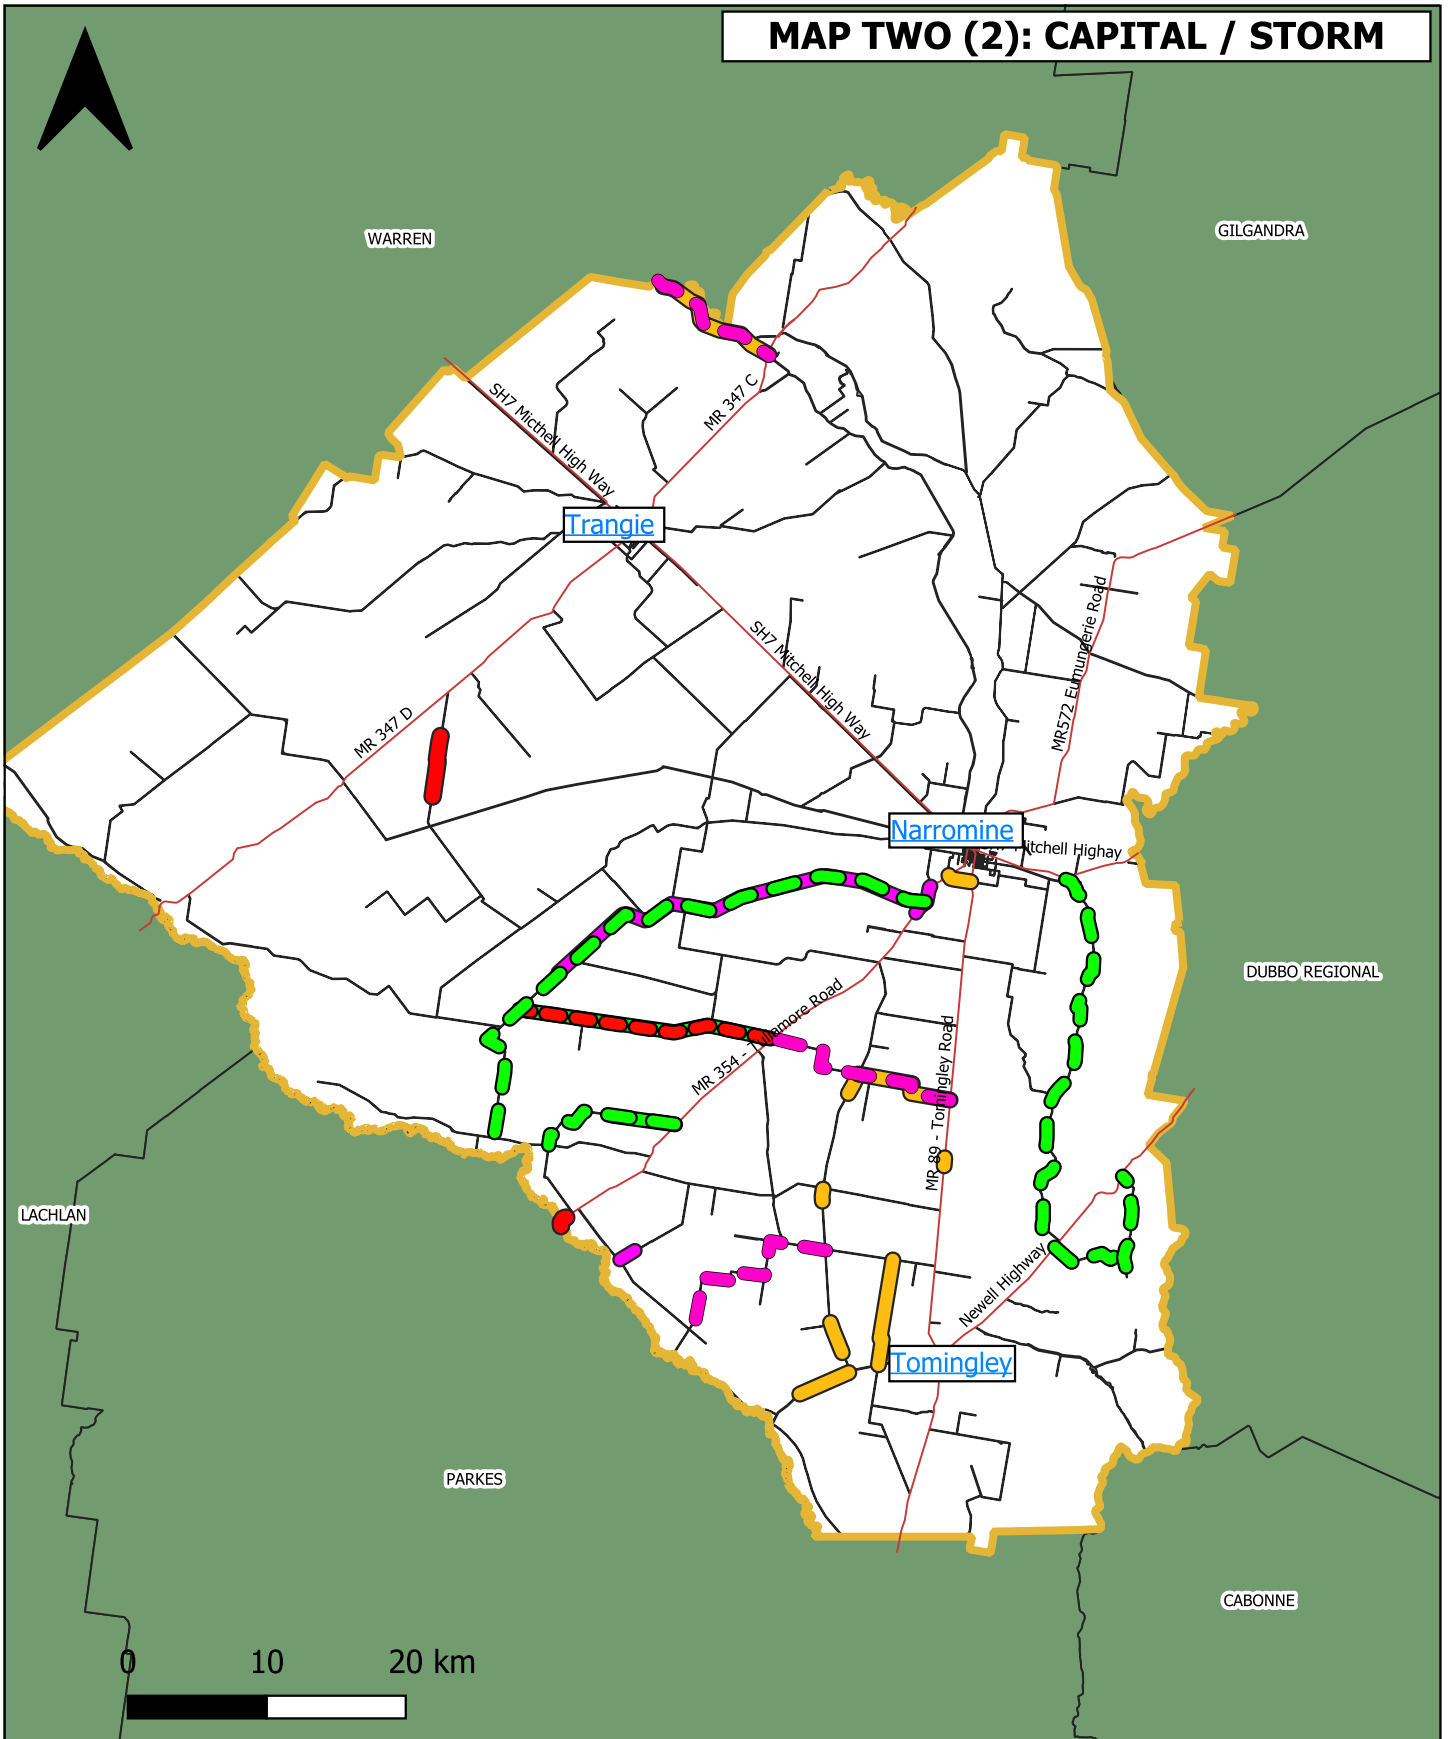 MAP TWO (2): CAPITAL / STORM
WARREN
GILGANDRA
SH7 Micthell High Way
MR 347 C
Trangie
MR572 Eumungerie Road
SH7 Mitchell High Way
MR 347 D
Narromine
Mitchell Highay
DUBBO REGIONAL
MR 354 - Tullamore Road
MR 89 - Tomingley Road
LACHLAN
Newell Highway
Tomingley
PARKES
CABONNE
0 10 20 km